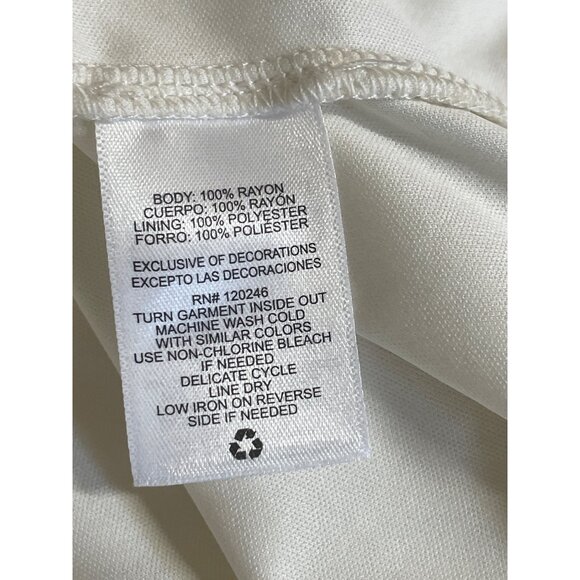 BODY: 100% RAYON
CUERPO: 100% RAYÓN
LINING: 100% POLYESTER
FORRO: 100% POLIÉSTER
EXCLUSIVE OF DECORATIONS
EXCEPTO LAS DECORACIONES
RN# 120246
TURN GARMENT INSIDE OUT
MACHINE WASH COLD
WITH SIMILAR COLORS
USE NON-CHLORINE BLEACH
IF NEEDED
DELICATE CYCLE
LINE DRY
LOW IRON ON REVERSE
SIDE IF NEEDED